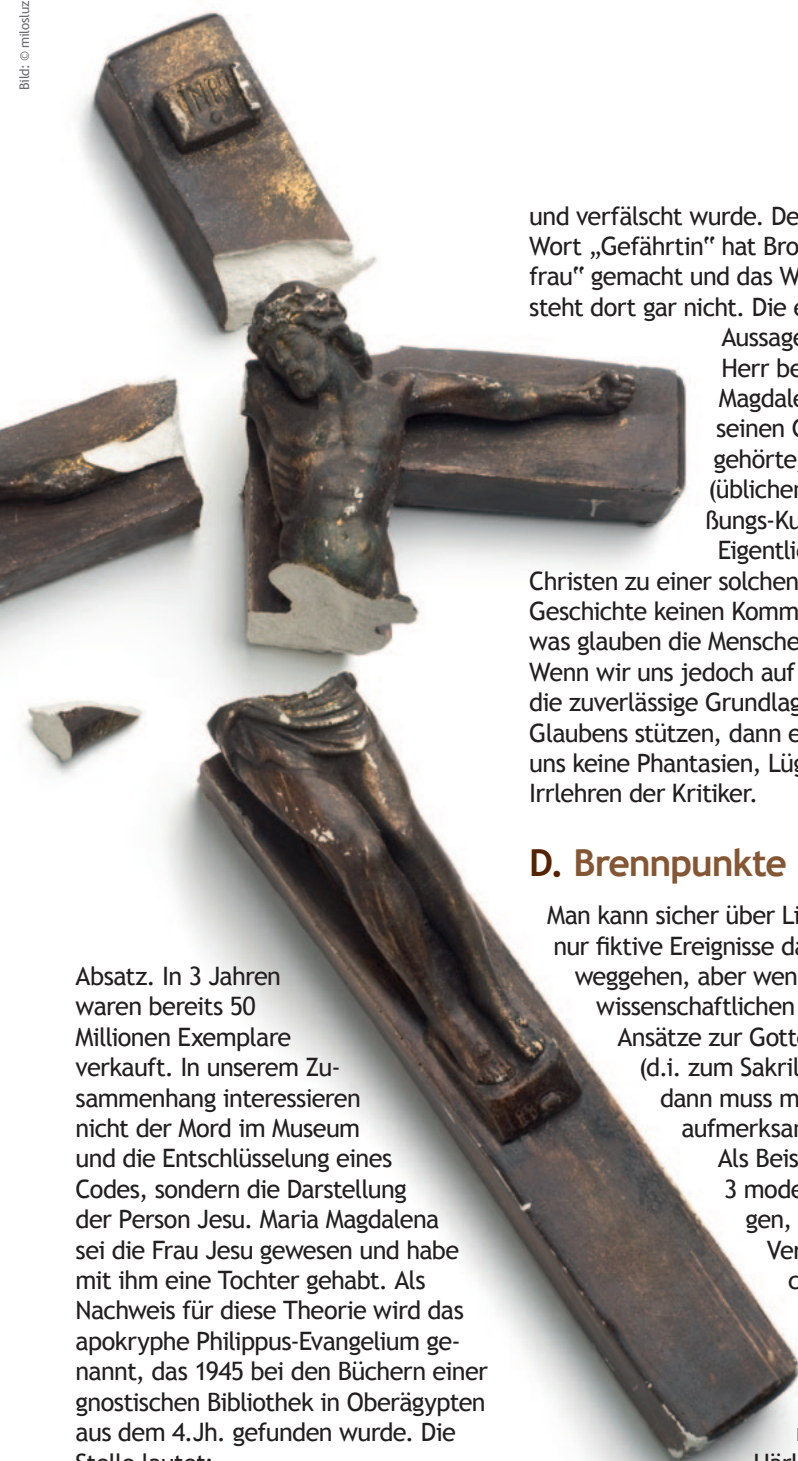 Bild: © milosluz
Absatz. In 3 Jahren
waren bereits 50
Millionen Exemplare
verkauft. In unserem Zu-
sammenhang interessieren
nicht der Mord im Museum
und die Entschlüsselung eines
Codes, sondern die Darstellung
der Person Jesu. Maria Magdalena
sei die Frau Jesu gewesen und habe
mit ihm eine Tochter gehabt. Als
Nachweis für diese Theorie wird das
apokryphe Philippus-Evangelium ge-
nannt, das 1945 bei den Büchern einer
gnostischen Bibliothek in Oberägypten
aus dem 4.Jh. gefunden wurde. Die
Stelle lautet:
und verfälscht wurde. De
Wort „Gefährtin“ hat Bro
frau“ gemacht und das W
steht dort gar nicht. Die e
Aussage
Herr be
Magdale
seinen
gehörte,
(üblichen
ßungs-Ku
Eigentlic
Christen zu einer solchen
Geschichte keinen Komm
was glauben die Mensche
Wenn wir uns jedoch auf
die zuverlässige Grundlag
Glaubens stützen, dann e
uns keine Phantasien, Lüg
Irrlehren der Kritiker.
D. Brennpunkte
Man kann sicher über Li
nur fiktive Ereignisse da
weggehen, aber wen
wissenschaftlichen
Ansätze zur Gotte
(d.i. zum Sakril
dann muss m
aufmerksam
Als Beis
3 mode
gen,
Ver
Härl